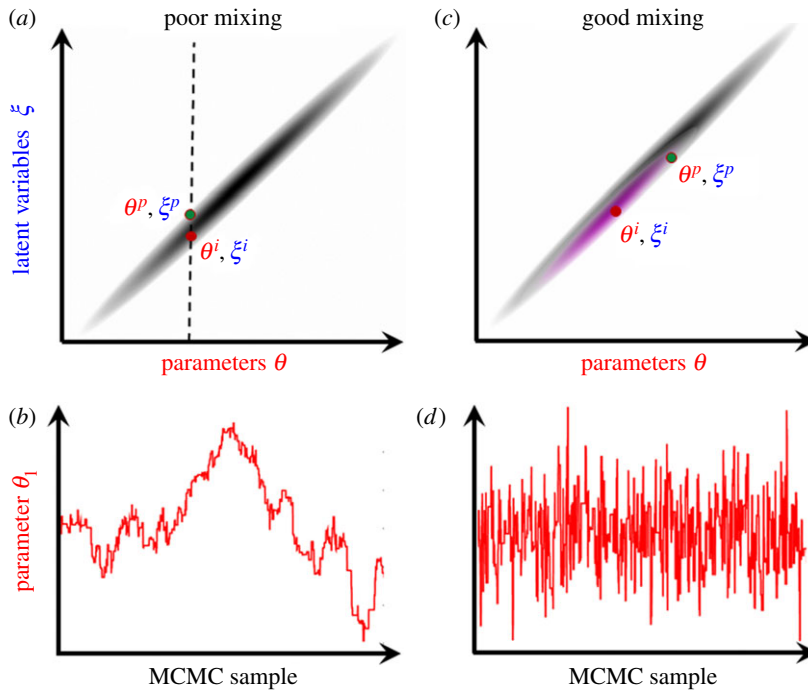 (a) poor mixing
latent variables ξ
θᵖ, ξᵖ
θⁱ, ξⁱ
parameters θ
(c) good mixing
θᵖ, ξᵖ
θⁱ, ξⁱ
parameters θ
(b)
parameter θ₁
MCMC sample
(d)
MCMC sample